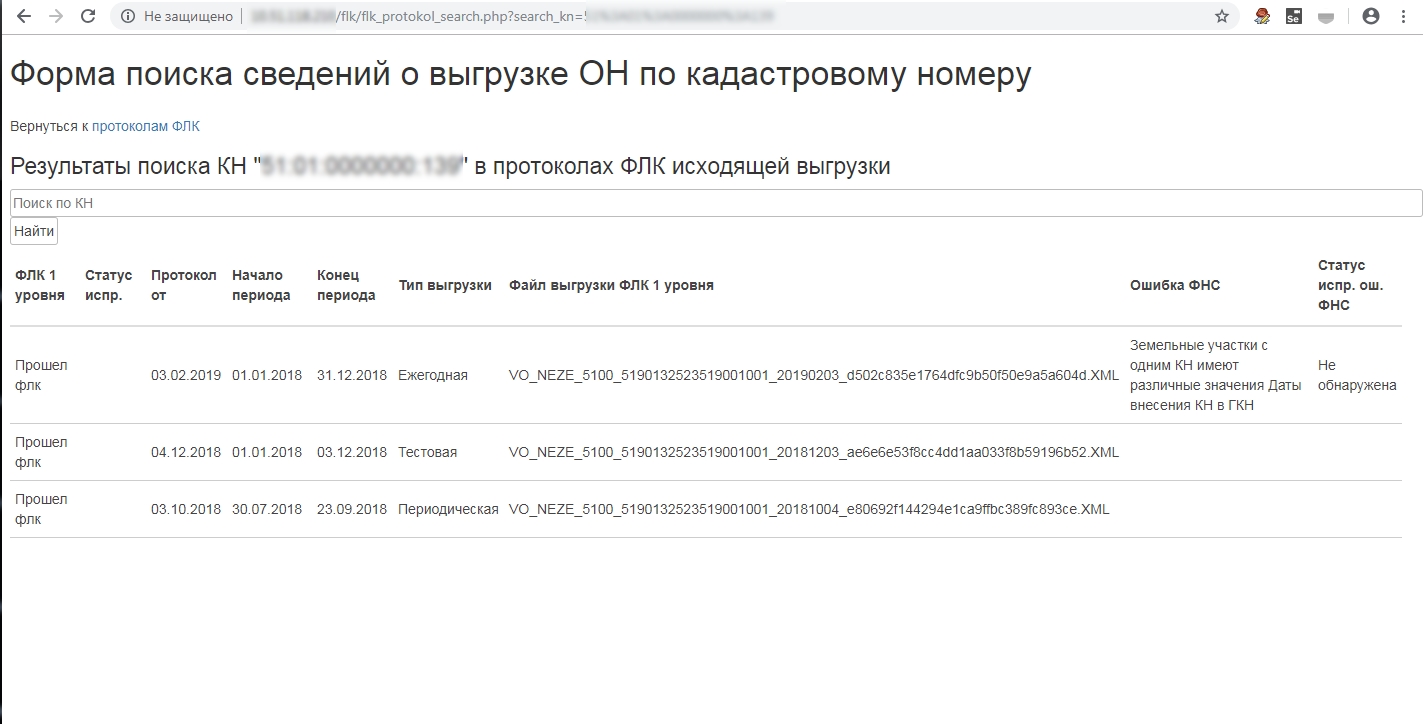 Не защищено
/flk/flk_protokol_search.php?search_kn=
Se
Форма поиска сведений о выгрузке ОН по кадастровому номеру
Вернуться к протоколам ФЛК
Результаты поиска КН "" в протоколах ФЛК исходящей выгрузки
Поиск по КН
Найти
ФЛК 1 уровня
Статус испр.
Протокол от
Начало периода
Конец периода
Тип выгрузки
Файл выгрузки ФЛК 1 уровня
Ошибка ФНС
Статус испр. ош. ФНС
Прошел флк
03.02.2019
01.01.2018
31.12.2018
Ежегодная
VO_NEZE_5100_5190132523519001001_20190203_d502c835e1764dfc9b50f50e9a5a604d.XML
Земельные участки с
одним КН имеют
различные значения Даты
внесения КН в ГКН
Не обнаружена
Прошел флк
04.12.2018
01.01.2018
03.12.2018
Тестовая
VO_NEZE_5100_5190132523519001001_20181203_ae6e6e53f8cc4dd1aa033f8b59196b52.XML
Прошел флк
03.10.2018
30.07.2018
23.09.2018
Периодическая
VO_NEZE_5100_5190132523519001001_20181004_e80692f144294e1ca9ffbc389fc893ce.XML